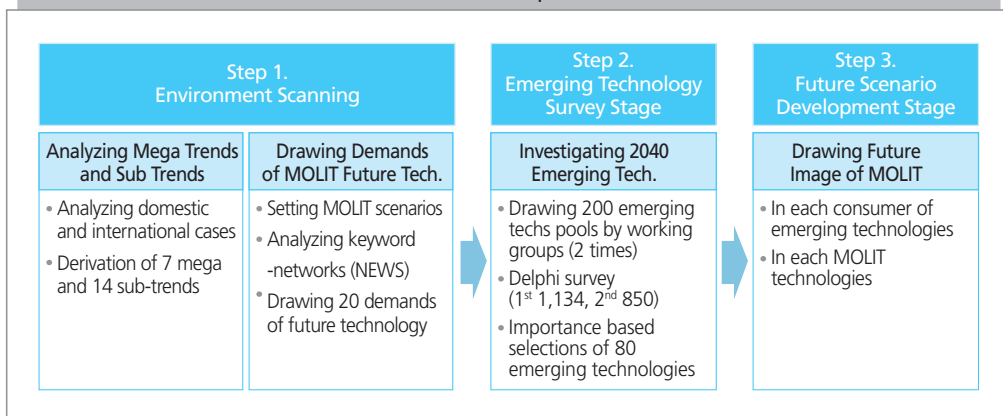 Step 1.
Environment Scanning
Analyzing Mega Trends
and Sub Trends
• Analyzing domestic
and international cases
• Derivation of 7 mega
and 14 sub-trends
Drawing Demands
of MOLIT Future Tech.
• Setting MOLIT scenarios
• Analyzing keyword
-networks (NEWS)
• Drawing 20 demands
of future technology
Step 2.
Emerging Technology
Survey Stage
Investigating 2040
Emerging Tech.
• Drawing 200 emerging
techs pools by working
groups (2 times)
• Delphi survey
(1st 1,134, 2nd 850)
• Importance based
selections of 80
emerging technologies
Step 3.
Future Scenario
Development Stage
Drawing Future
Image of MOLIT
• In each consumer of
emerging technologies
• In each MOLIT
technologies